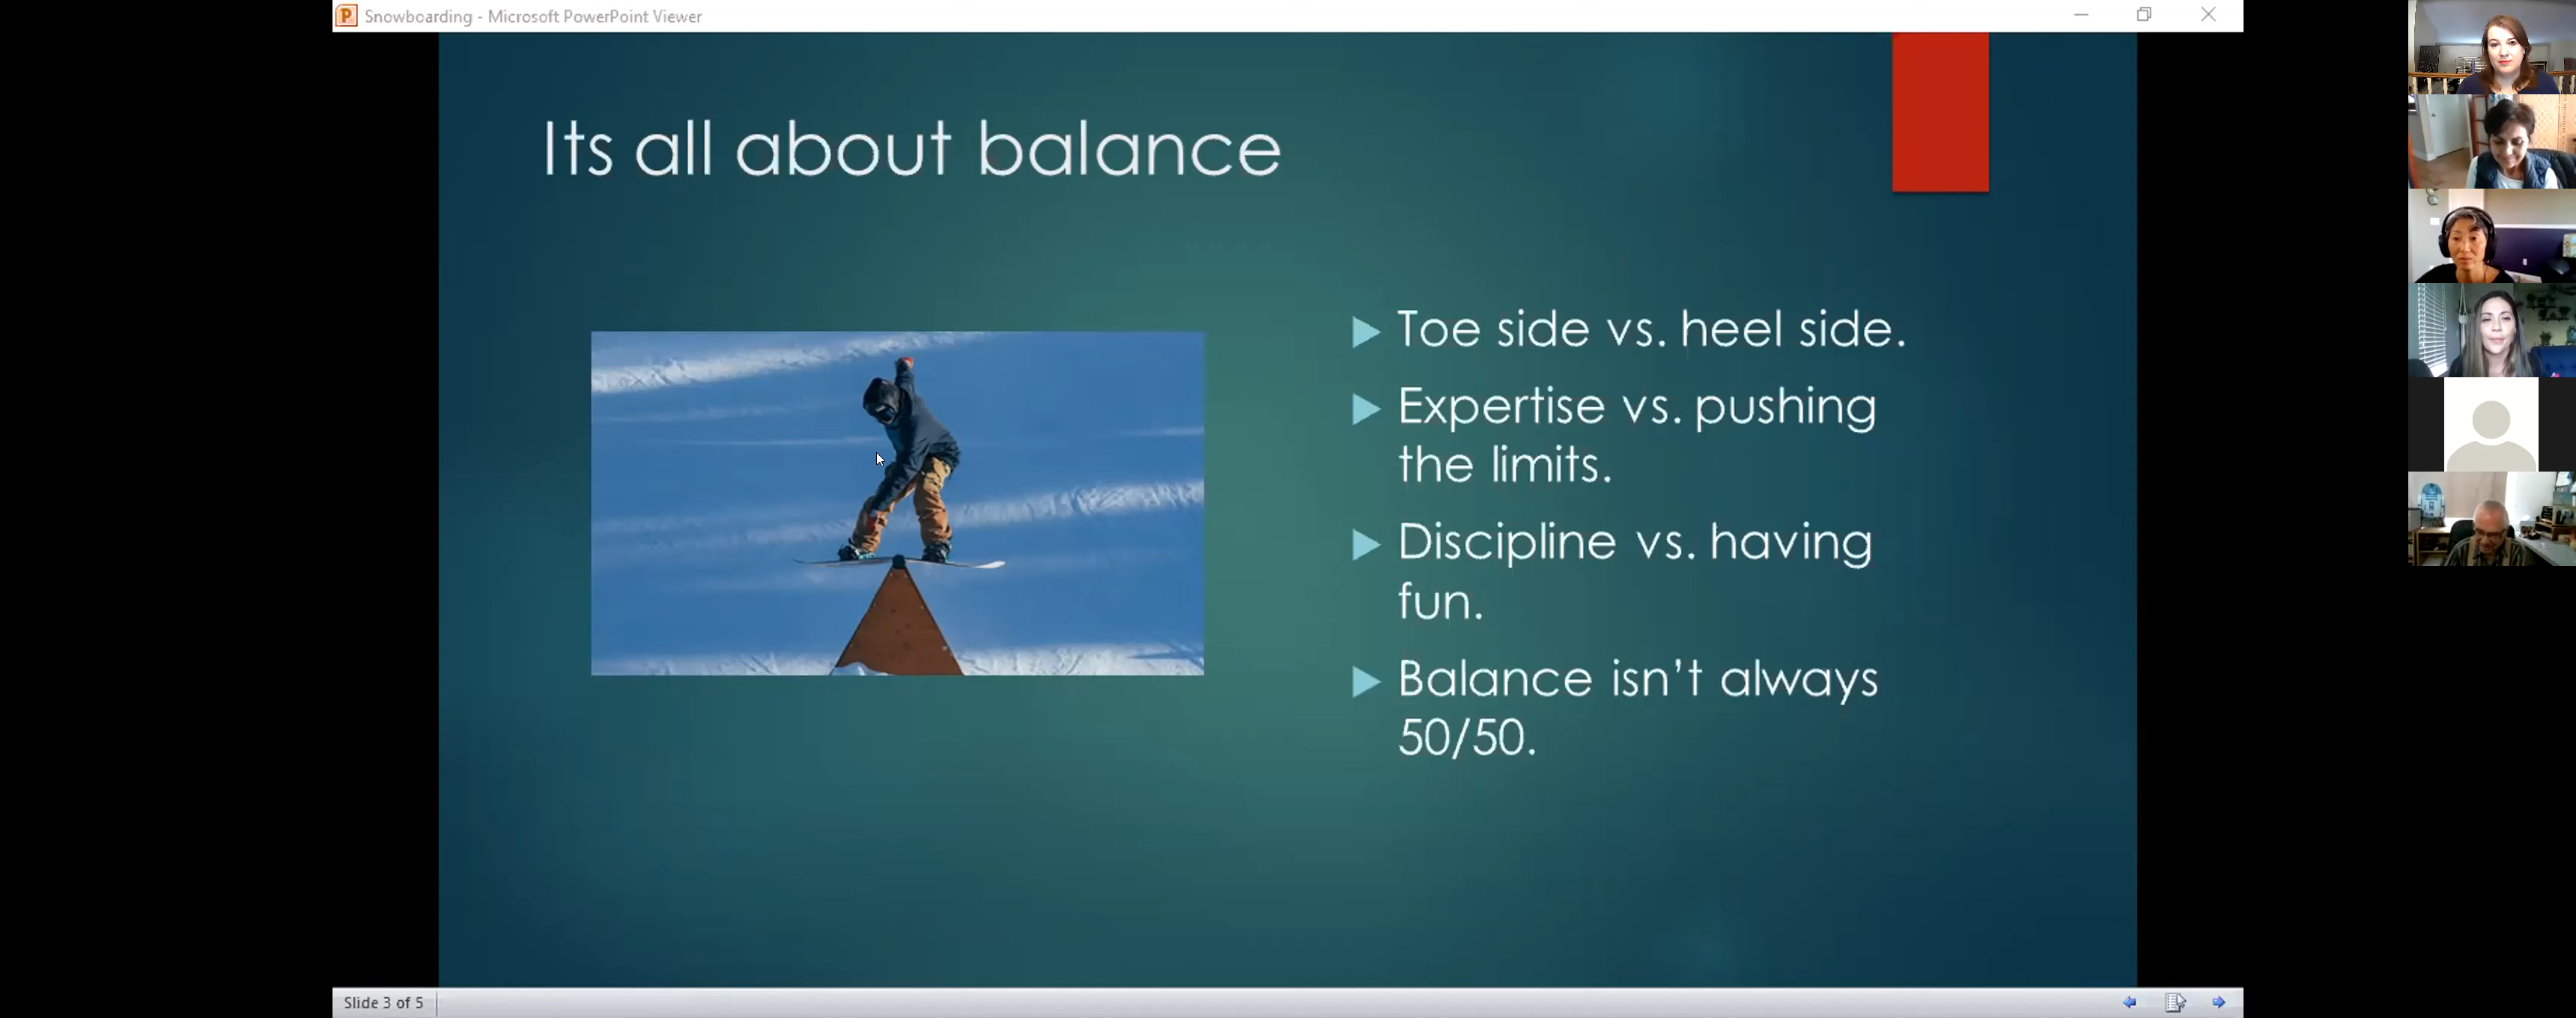 Snowboarding - Microsoft PowerPoint Viewer
Its all about balance
Toe side vs. heel side.
Expertise vs. pushing
the limits.
Discipline vs. having
fun.
Balance isn't always
50/50.
Slide 3 of 5